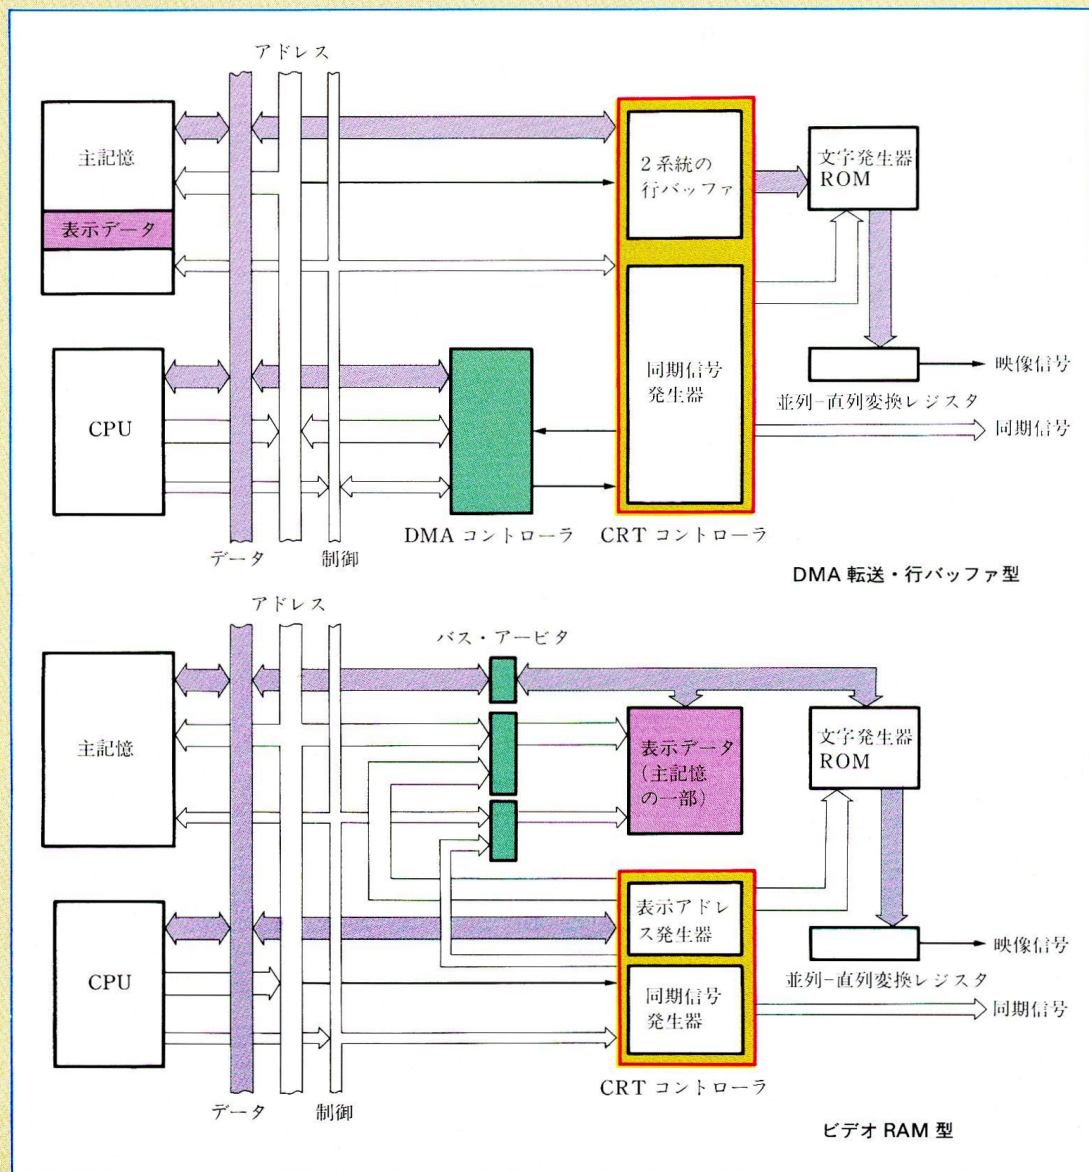 アドレス
主記憶
表示データ
2系統の
行バッファ
文字発生器
ROM
CPU
同期信号
発生器
映像信号
並列−直列変換レジスタ
同期信号
データ
制御
DMA コントローラ
CRT コントローラ
DMA 転送・行バッファ型
アドレス
バス・アービタ
主記憶
表示データ
(主記憶
の一部)
文字発生器
ROM
CPU
表示アドレ
ス発生器
同期信号
発生器
映像信号
並列−直列変換レジスタ
同期信号
CRT コントローラ
データ
制御
ビデオ RAM 型